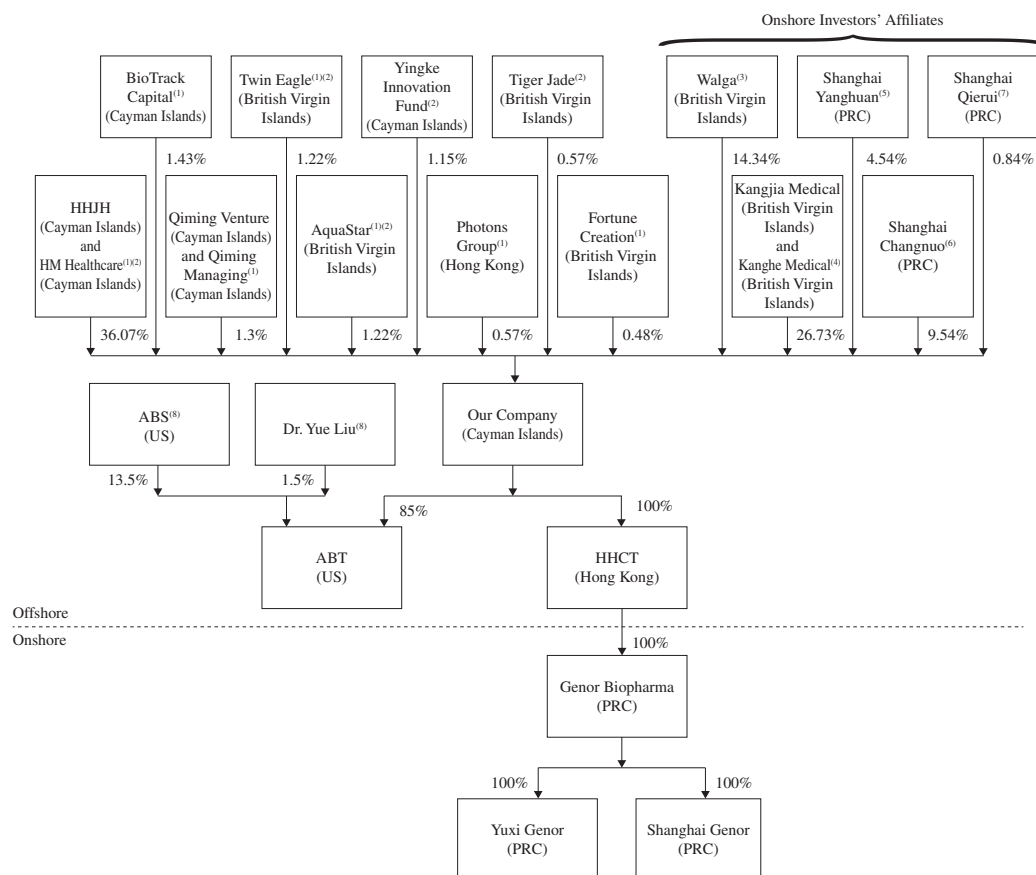 Onshore Investors’ Affiliates
BioTrack
Capital(1)
(Cayman Islands)
Twin Eagle(1)(2)
(British Virgin
Islands)
Yingke
Innovation
Fund(2)
(Cayman Islands)
Tiger Jade(2)
(British Virgin
Islands)
Walga(3)
(British Virgin
Islands)
Shanghai
Yanghuan(5)
(PRC)
Shanghai
Qierui(7)
(PRC)
1.43%
1.22%
1.15%
0.57%
14.34%
4.54%
0.84%
HHJH
(Cayman Islands)
and
HM Healthcare(1)(2)
(Cayman Islands)
Qiming Venture
(Cayman Islands)
and Qiming
Managing(1)
(Cayman Islands)
AquaStar(1)(2)
(British Virgin
Islands)
Photons
Group(1)
(Hong Kong)
Fortune
Creation(1)
(British Virgin
Islands)
Kangjia Medical
(British Virgin
Islands)
and
Kanghe Medical(4)
(British Virgin
Islands)
Shanghai
Changnuo(6)
(PRC)
36.07%
1.3%
1.22%
0.57%
0.48%
26.73%
9.54%
ABS(8)
(US)
Dr. Yue Liu(8)
Our Company
(Cayman Islands)
13.5%
1.5%
85%
100%
ABT
(US)
HHCT
(Hong Kong)
Offshore
Onshore
100%
Genor Biopharma
(PRC)
100%
100%
Yuxi Genor
(PRC)
Shanghai Genor
(PRC)